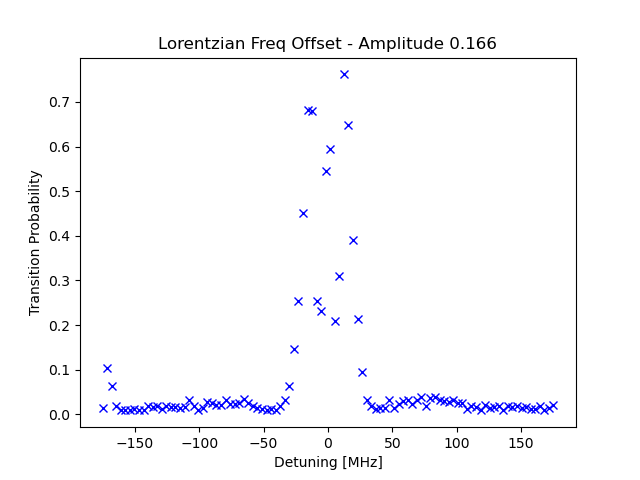 Lorentzian Freq Offset - Amplitude 0.166
Transition Probability
0.7
0.6
0.5
0.4
0.3
0.2
0.1
0.0
−150 −100 −50 0 50 100 150
Detuning [MHz]